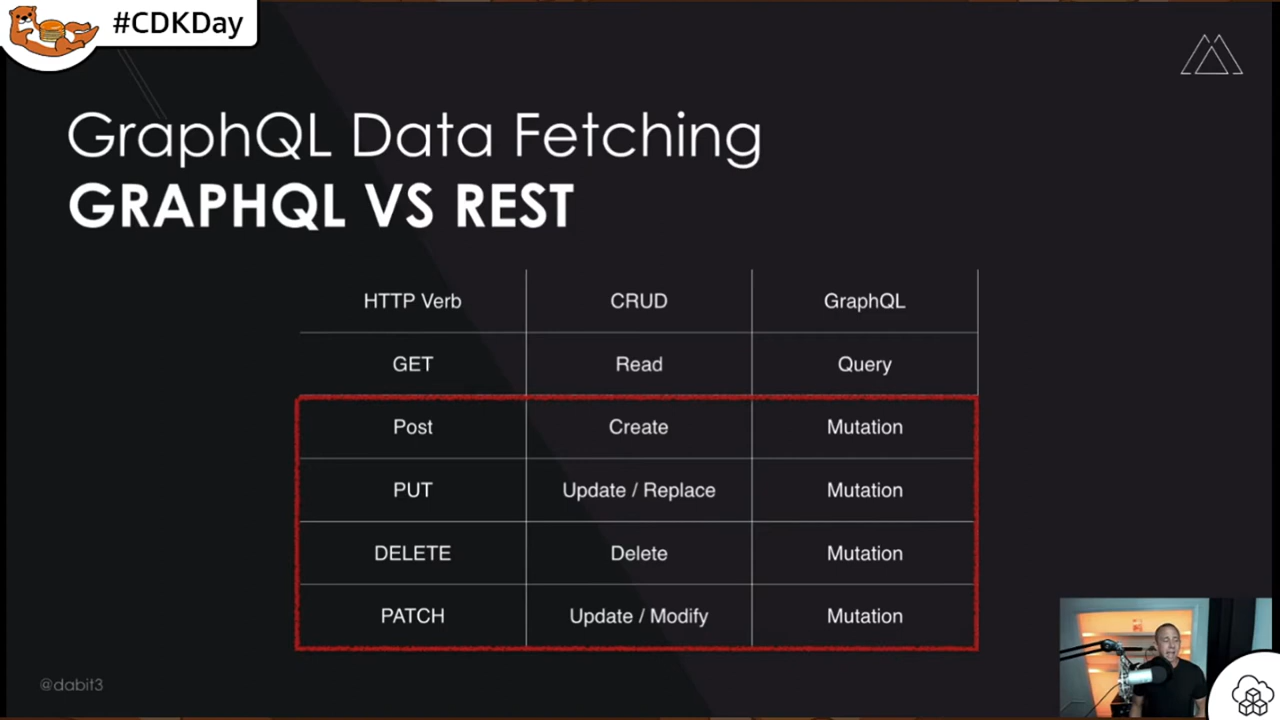 #CDKDay
GraphQL Data Fetching
GRAPHQL VS REST
HTTP Verb CRUD GraphQL
GET Read Query
Post Create Mutation
PUT Update / Replace Mutation
DELETE Delete Mutation
PATCH Update / Modify Mutation
@dabit3